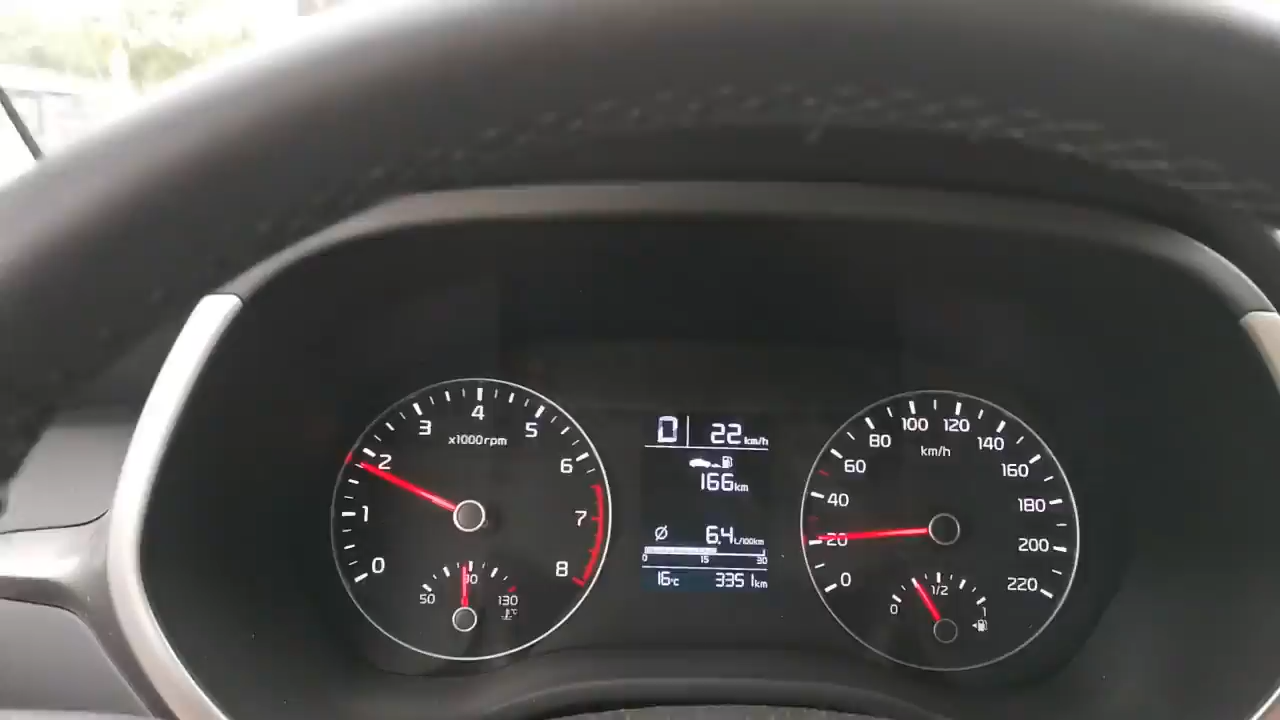 D 22 km/h
166 km
Ø 6.4 L/100km
0 15 30
16°C 3351 km
0 1 2 3 4 5 6 7 8
x1000rpm
50 90 130
°C
0 20 40 60 80 100 120 140 160 180 200 220
km/h
0 1/2 1